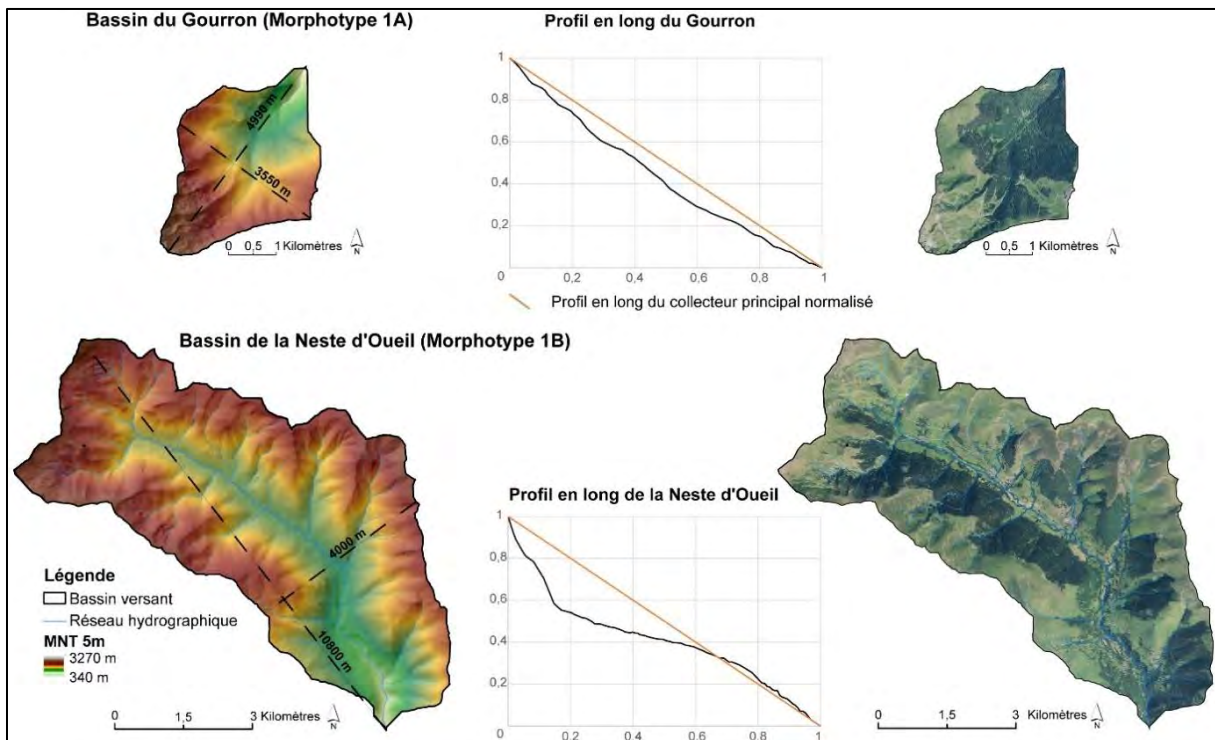 Bassin du Gourron (Morphotype 1A)
Profil en long du Gourron
4990 m
3550 m
0 0,5 1 Kilomètres
N
1
0,8
0,6
0,4
0,2
0 0,2 0,4 0,6 0,8 1
Profil en long du collecteur principal normalisé
0 0,5 1 Kilomètres
N
Bassin de la Neste d'Oueil (Morphotype 1B)
4000 m
10800 m
Légende
Bassin versant
Réseau hydrographique
MNT 5m
3270 m
340 m
0 1,5 3 Kilomètres
N
Profil en long de la Neste d'Oueil
1
0,8
0,6
0,4
0,2
0
0 0,2 0,4 0,6 0,8 1
0 1,5 3 Kilomètres
N